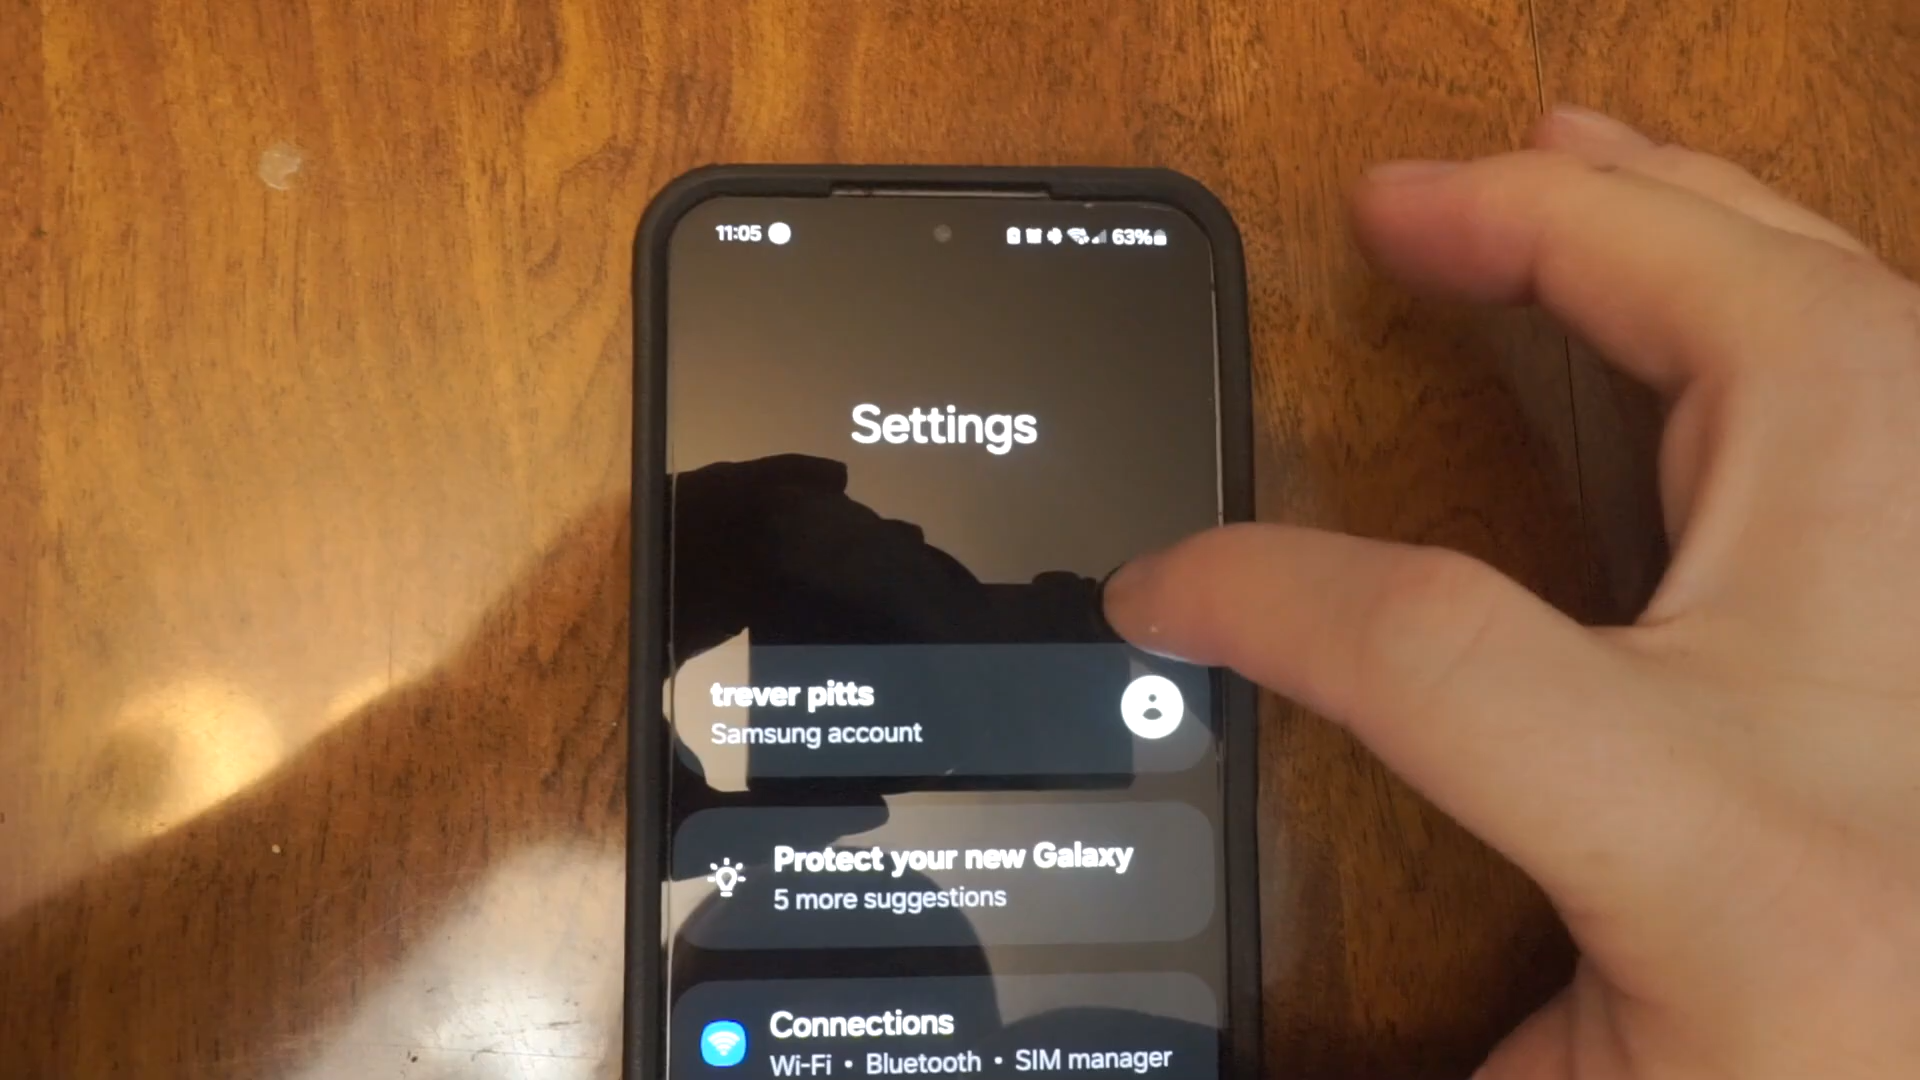 11:05 63%
Settings
trever pitts
Samsung account
Protect your new Galaxy
5 more suggestions
Connections
Wi-Fi • Bluetooth • SIM manager